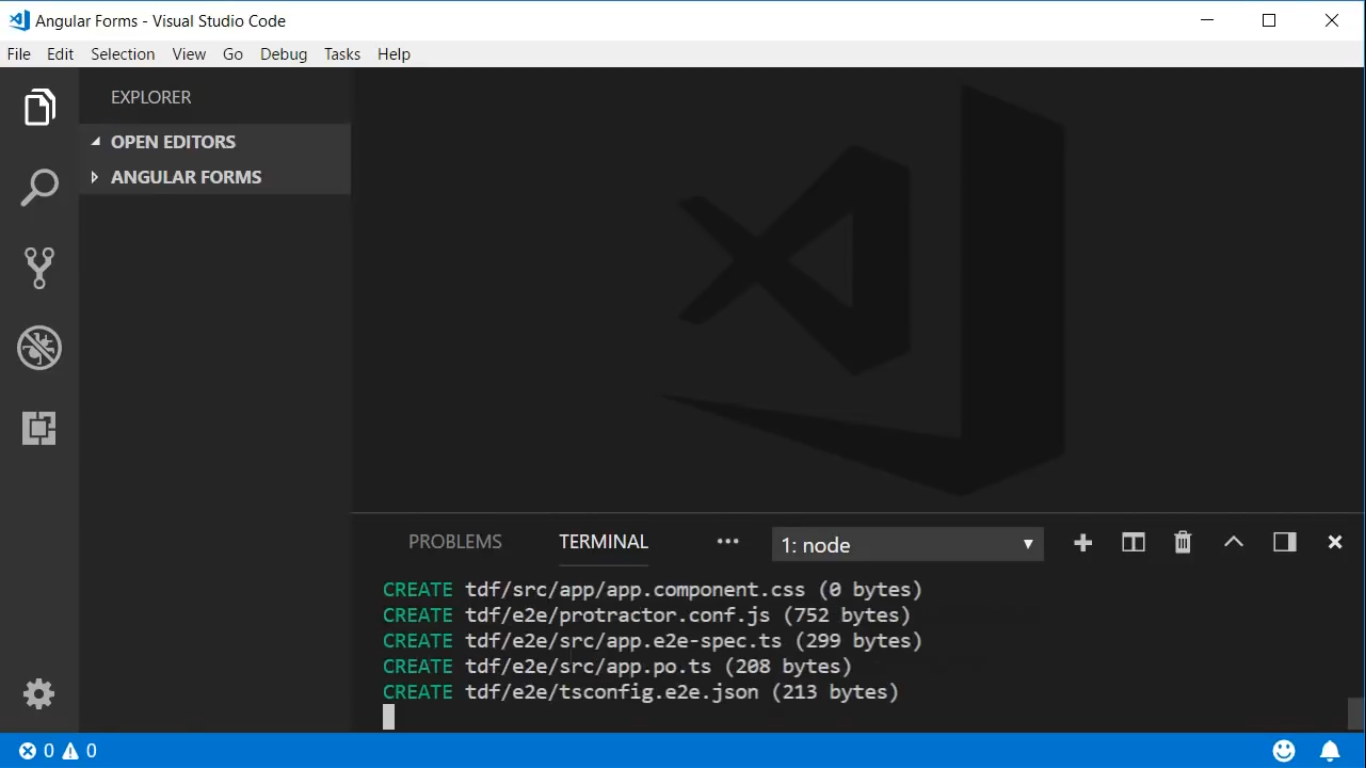 Angular Forms - Visual Studio Code
File Edit Selection View Go Debug Tasks Help
EXPLORER
OPEN EDITORS
ANGULAR FORMS
PROBLEMS TERMINAL ••• 1: node
CREATE tdf/src/app/app.component.css (0 bytes)
CREATE tdf/e2e/protractor.conf.js (752 bytes)
CREATE tdf/e2e/src/app.e2e-spec.ts (299 bytes)
CREATE tdf/e2e/src/app.po.ts (208 bytes)
CREATE tdf/e2e/tsconfig.e2e.json (213 bytes)
0 0